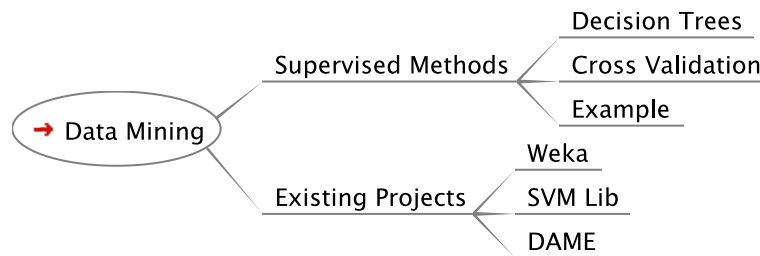 Data Mining
Supervised Methods
Decision Trees
Cross Validation
Example
Existing Projects
Weka
SVM Lib
DAME